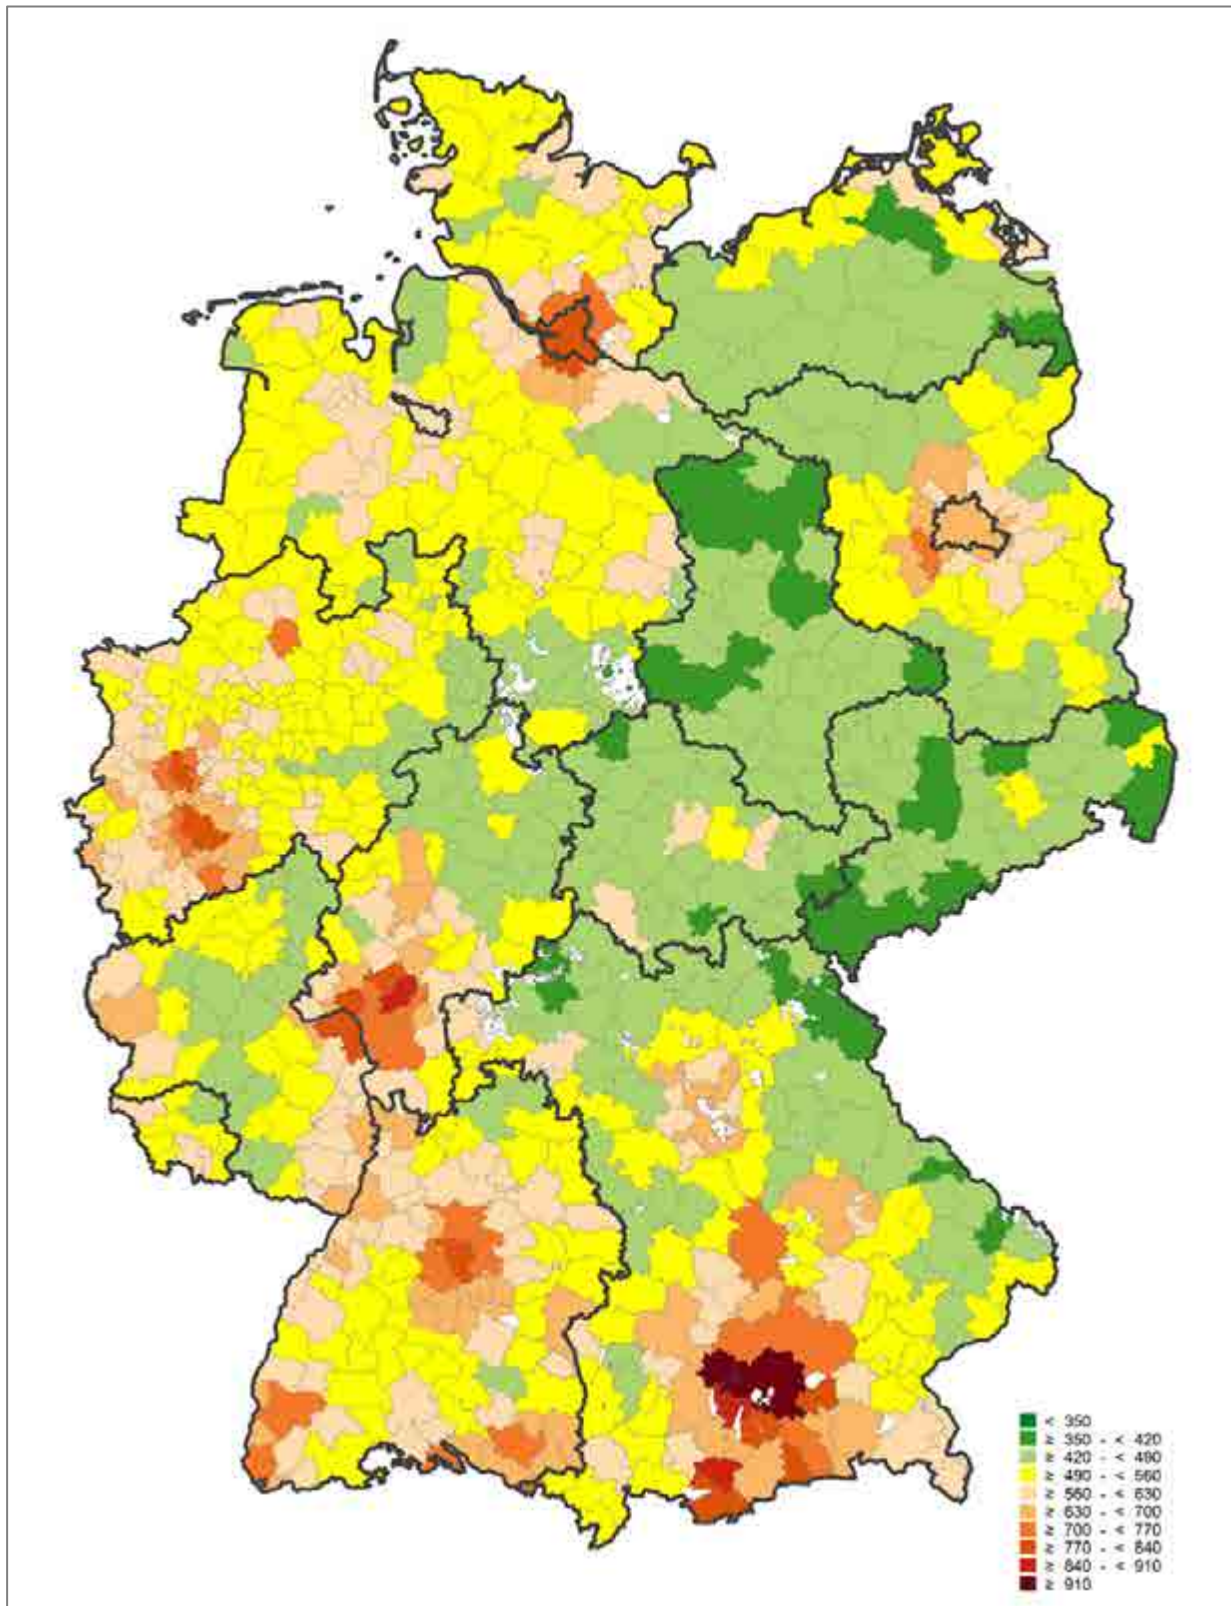 < 350
≥ 350 - < 420
≥ 420 - < 490
≥ 490 - < 560
≥ 560 - < 630
≥ 630 - < 700
≥ 700 - < 770
≥ 770 - < 840
≥ 840 - < 910
≥ 910